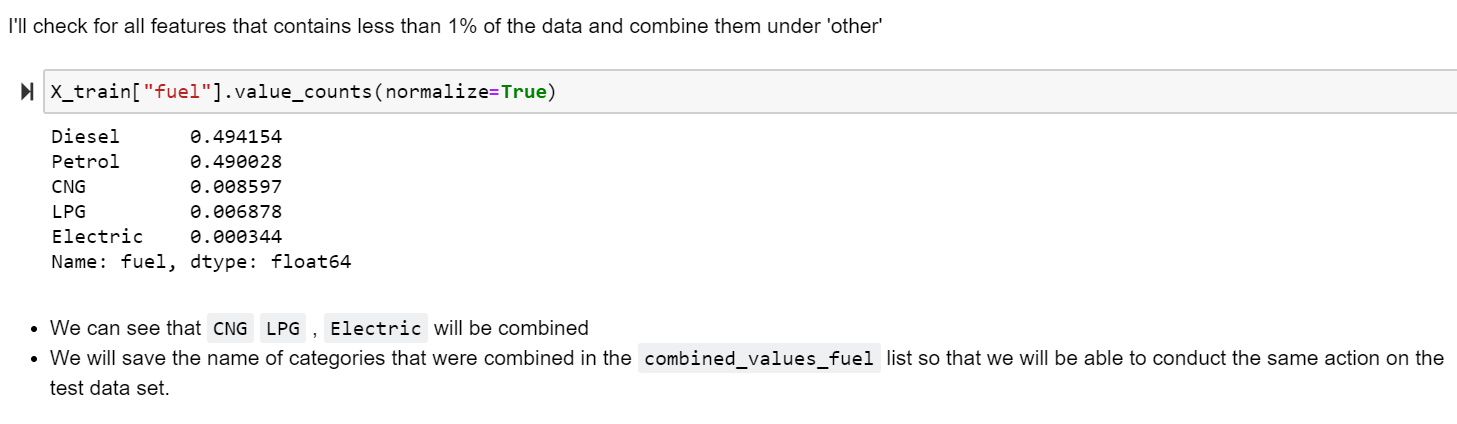 I'll check for all features that contains less than 1% of the data and combine them under 'other'
X_train["fuel"].value_counts(normalize=True)
Diesel 0.494154
Petrol 0.490028
CNG 0.008597
LPG 0.006878
Electric 0.000344
Name: fuel, dtype: float64
• We can see that CNG LPG , Electric will be combined
• We will save the name of categories that were combined in the combined_values_fuel list so that we will be able to conduct the same action on the
test data set.